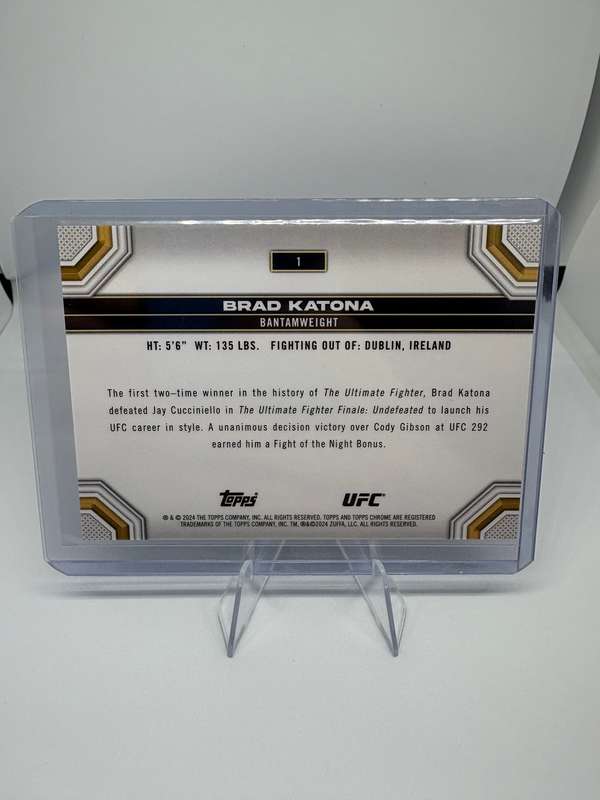 1
BRAD KATONA
BANTAMWEIGHT
HT: 5'6" WT: 135 LBS. FIGHTING OUT OF: DUBLIN, IRELAND
The first two-time winner in the history of The Ultimate Fighter, Brad Katona
defeated Jay Cucciniello in The Ultimate Fighter Finale: Undefeated to launch his
UFC career in style. A unanimous decision victory over Cody Gibson at UFC 292
earned him a Fight of the Night Bonus.
Topps UFC
® & © 2024 THE TOPPS COMPANY, INC. ALL RIGHTS RESERVED. TOPPS AND TOPPS CHROME ARE REGISTERED
TRADEMARKS OF THE TOPPS COMPANY, INC. TM, ®&©2024 ZUFFA, LLC. ALL RIGHTS RESERVED.